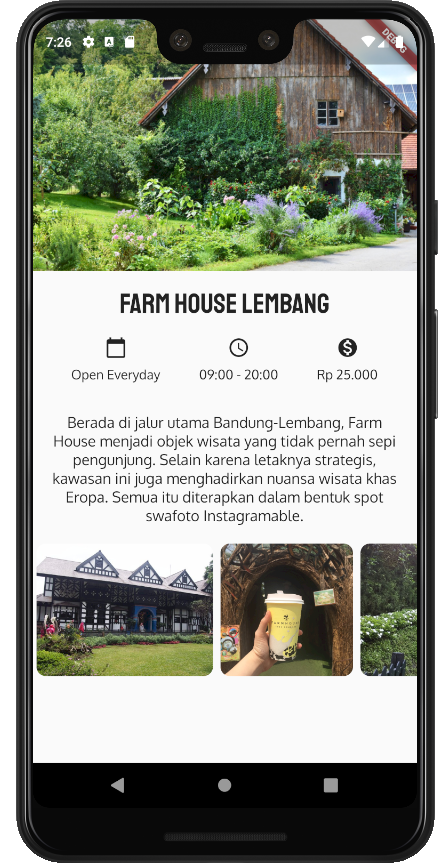 7:26
DEBUG
FARM HOUSE LEMBANG
Open Everyday
09:00 - 20:00
Rp 25.000
Berada di jalur utama Bandung-Lembang, Farm
House menjadi objek wisata yang tidak pernah sepi
pengunjung. Selain karena letaknya strategis,
kawasan ini juga menghadirkan nuansa wisata khas
Eropa. Semua itu diterapkan dalam bentuk spot
swafoto Instagramable.